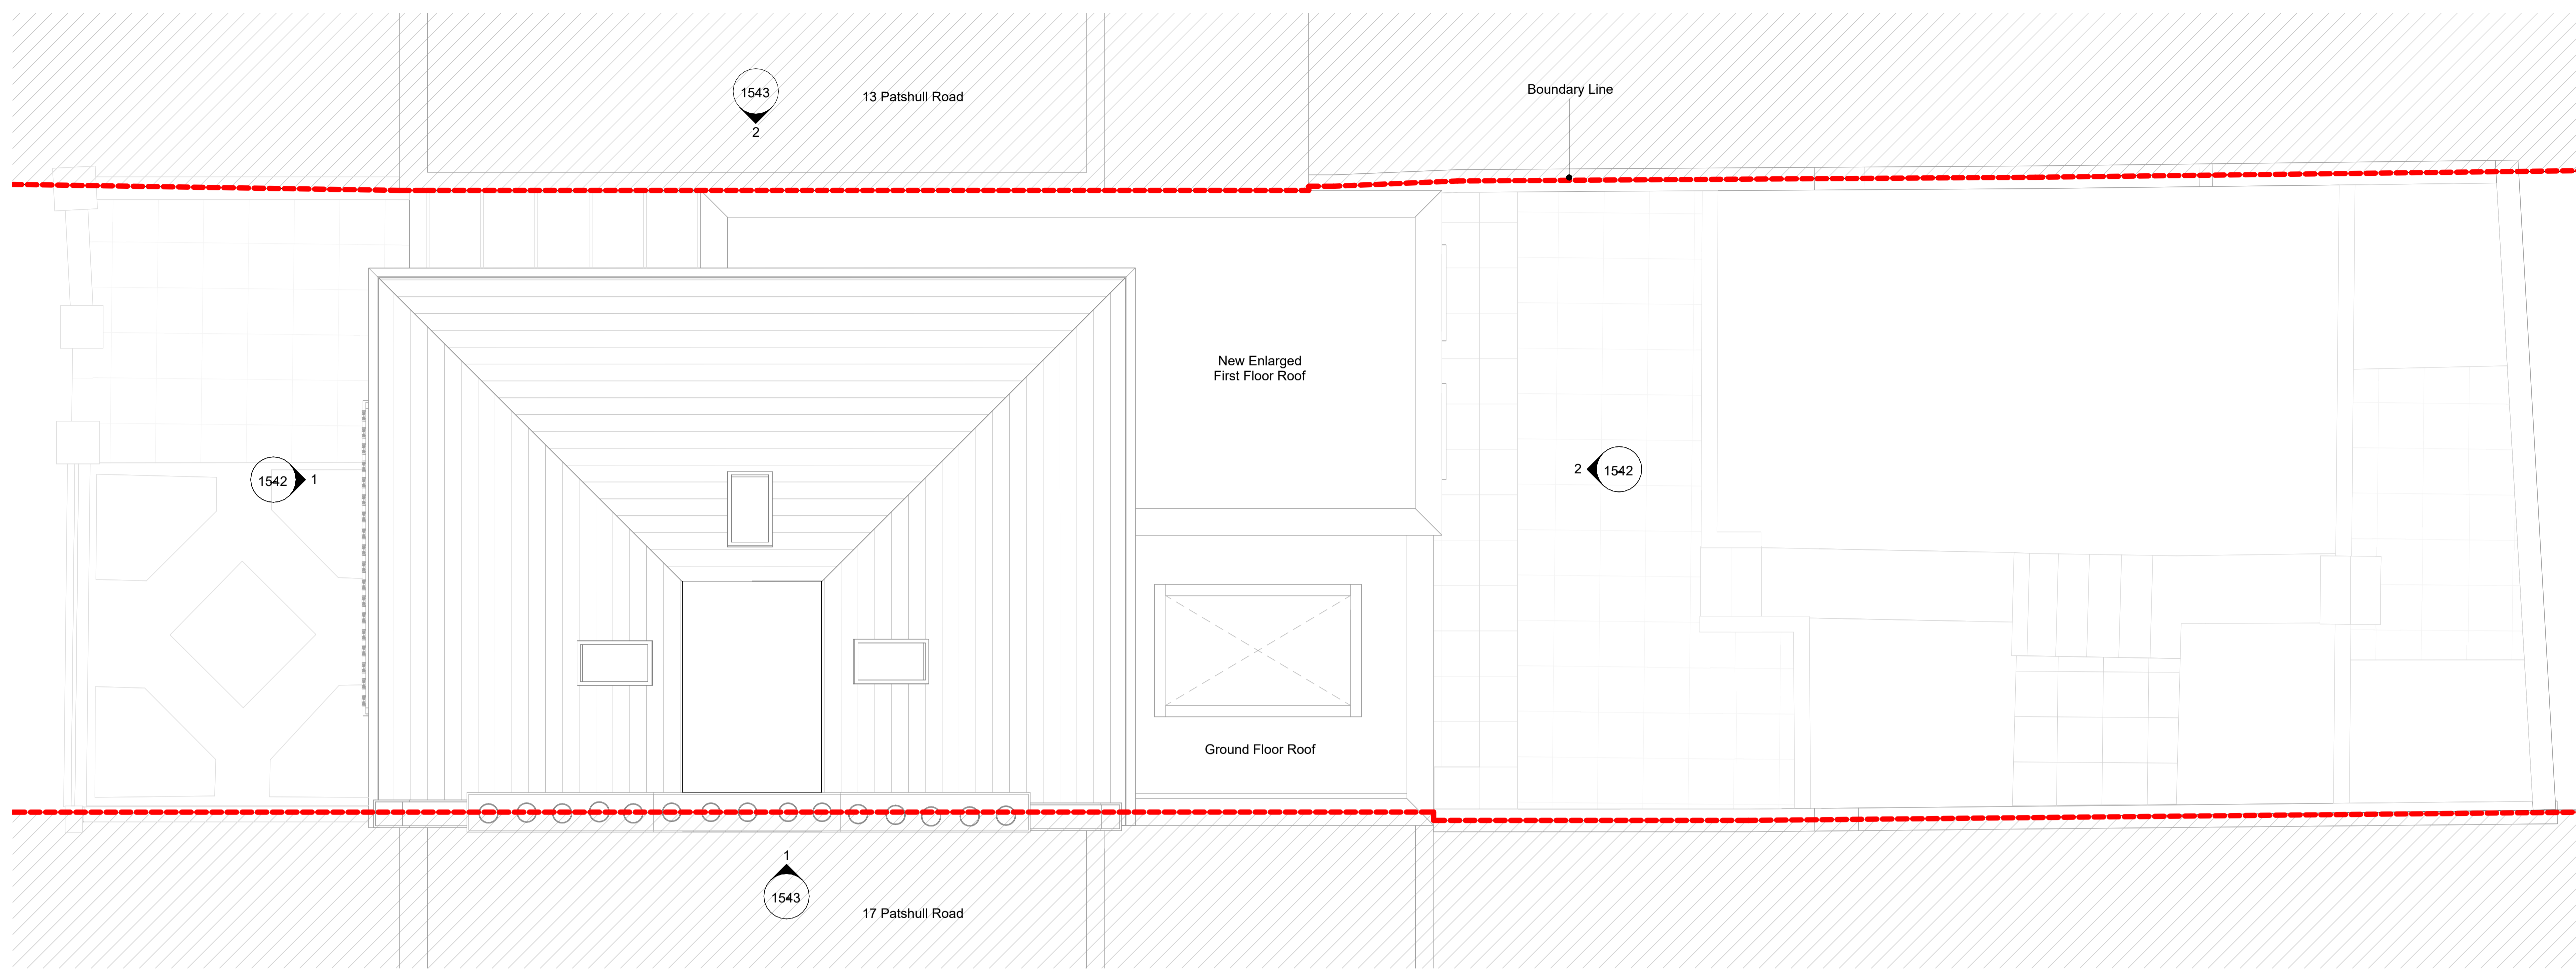 Boundary Line
1543
2
13 Patshull Road
New Enlarged
First Floor Roof
1542
1
2
1542
Ground Floor Roof
1
1543
17 Patshull Road